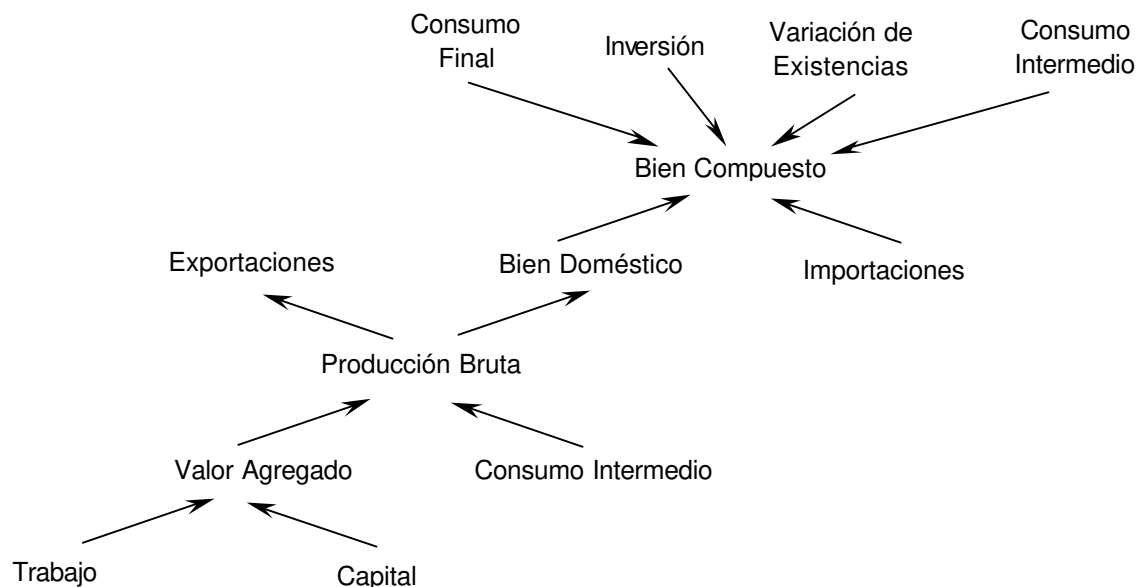 Consumo
Final
Inversión
Variación de
Existencias
Consumo
Intermedio
Bien Compuesto
Exportaciones
Bien Doméstico
Importaciones
Producción Bruta
Valor Agregado
Consumo Intermedio
Trabajo
Capital